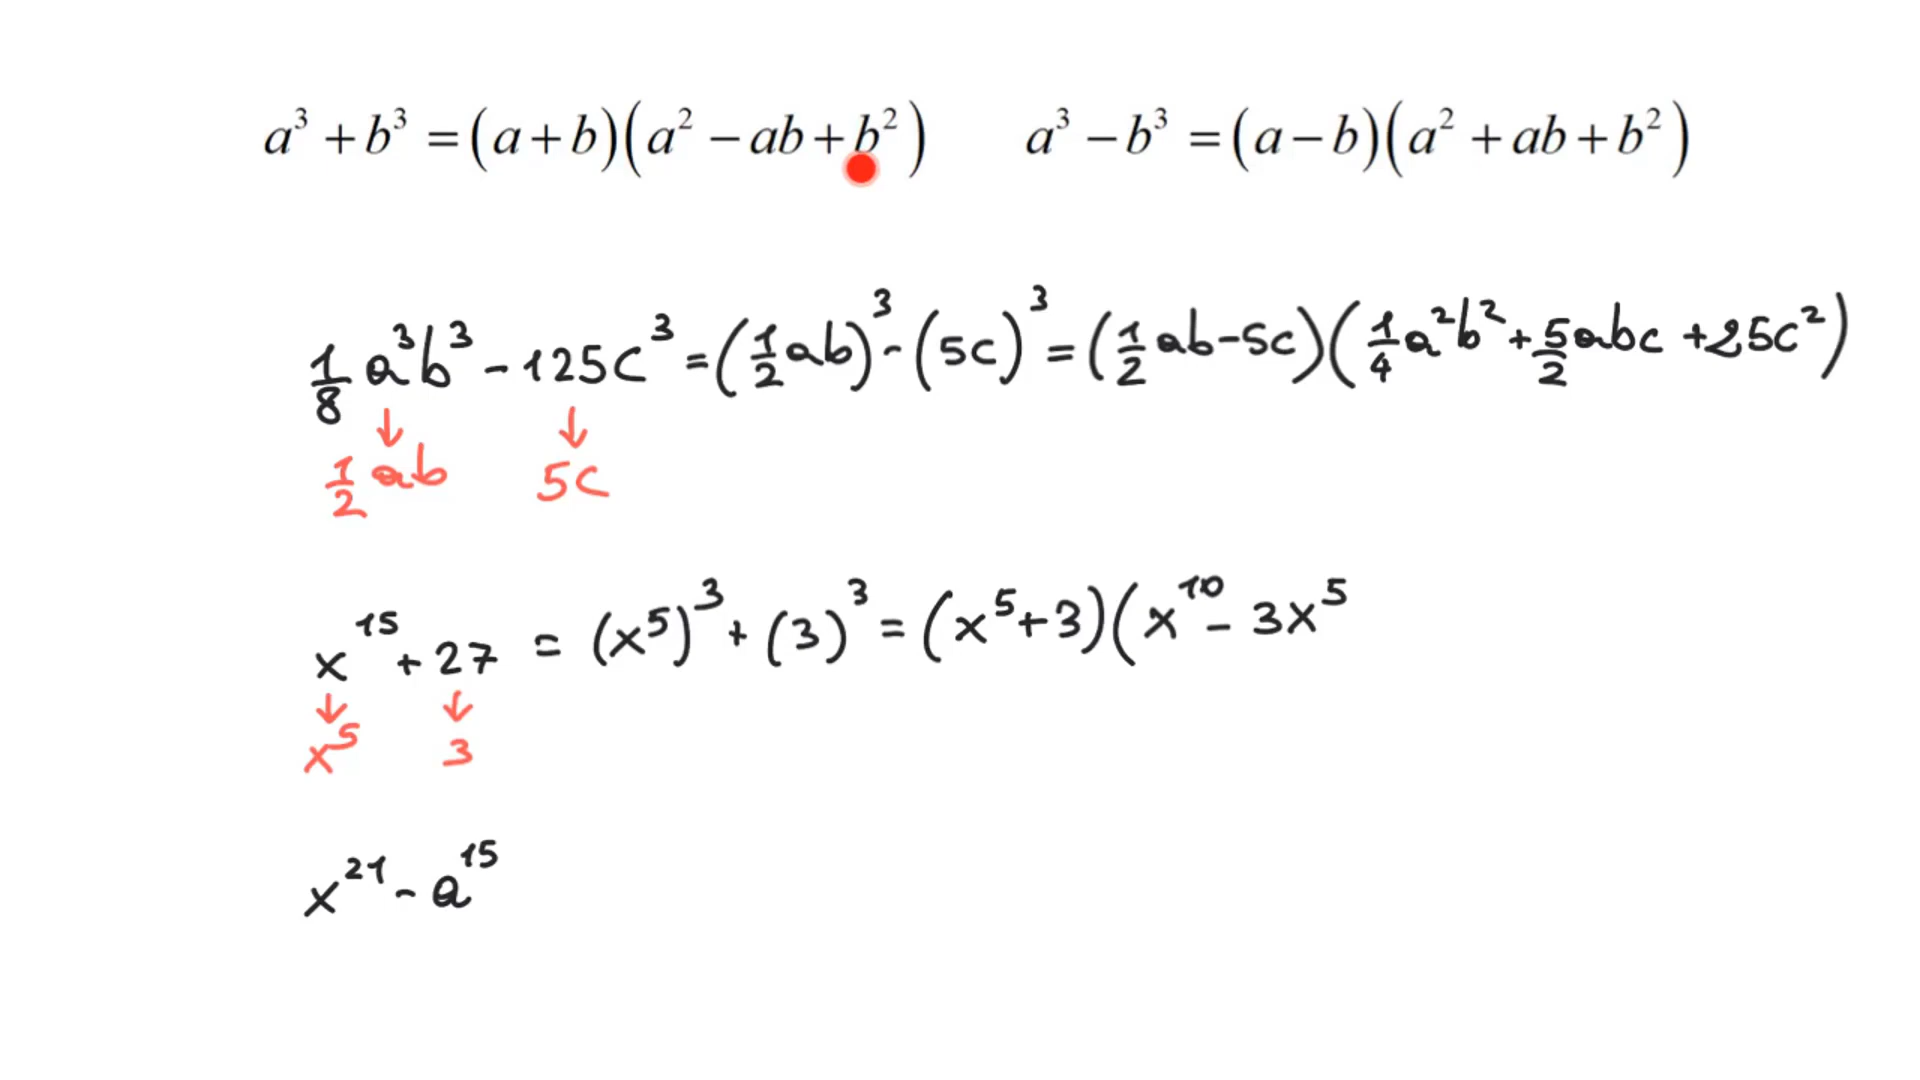 a³ + b³ = (a + b)(a² − ab + b²)    a³ − b³ = (a − b)(a² + ab + b²)
1/8 a³b³ - 125c³ = (1/2 ab)³ - (5c)³ = (1/2 ab - 5c)(1/4 a²b² + 5/2 abc + 25c²)
↓ ↓
1/2 ab    5c
x¹⁵ + 27 = (x⁵)³ + (3)³ = (x⁵ + 3)(x¹⁰ - 3x⁵
↓ ↓
x⁵    3
x²¹ - a¹⁵